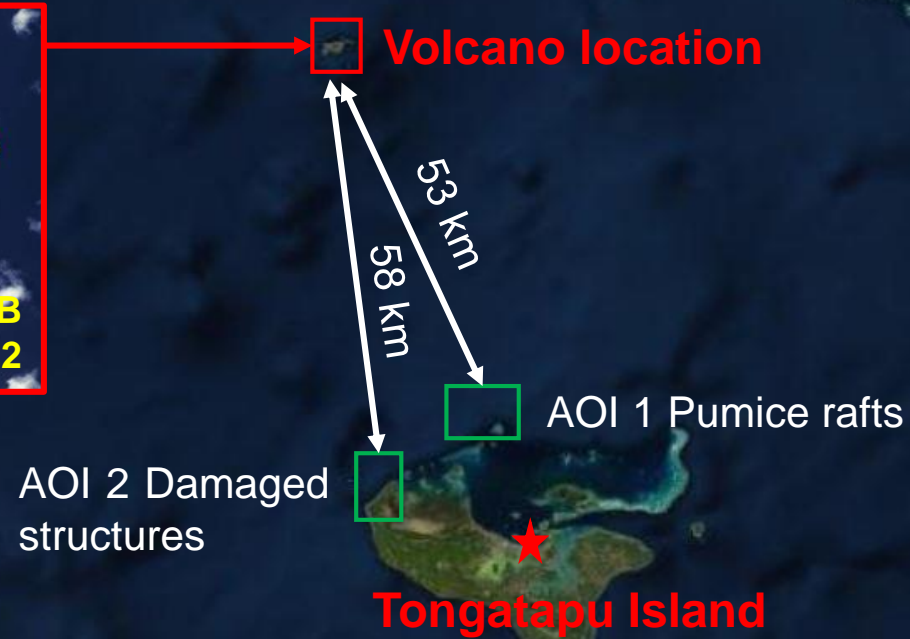 Volcano location
53 km
58 km
B
2
AOI 1 Pumice rafts
AOI 2 Damaged
structures
Tongatapu Island